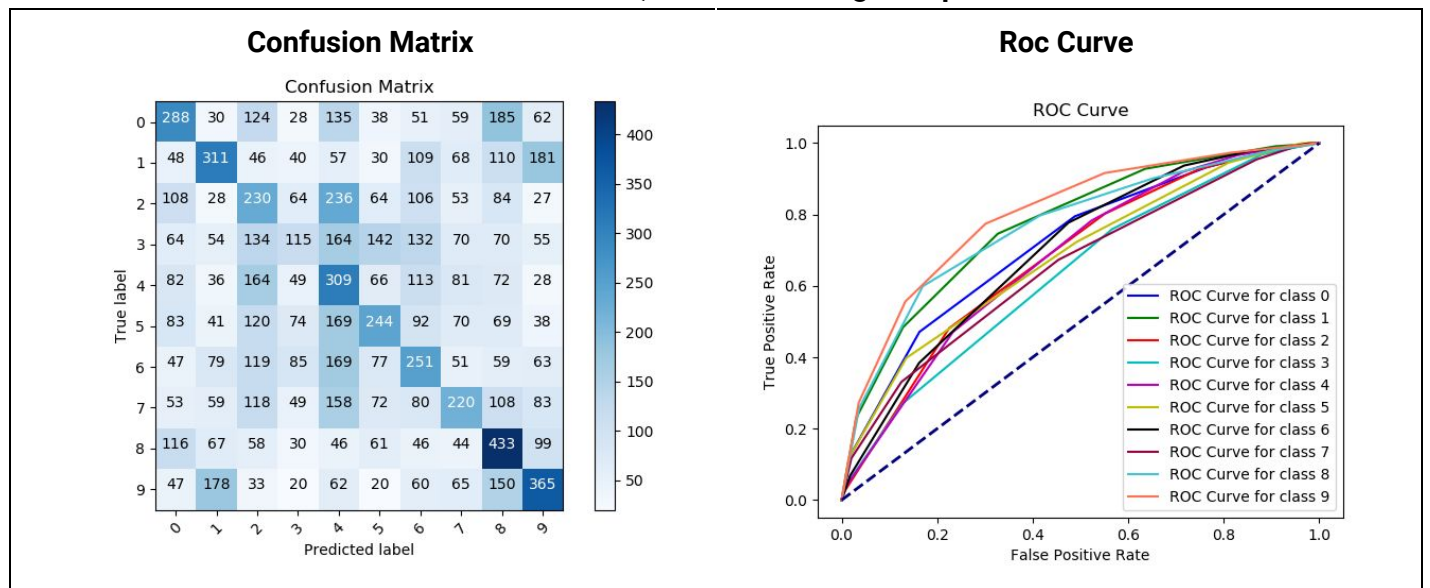 Confusion Matrix
Confusion Matrix
0 288 30 124 28 135 38 51 59 185 62
1 48 311 46 40 57 30 109 68 110 181
2 108 28 230 64 236 64 106 53 84 27
3 64 54 134 115 164 142 132 70 70 55
4 82 36 164 49 309 66 113 81 72 28
5 83 41 120 74 169 244 92 70 69 38
6 47 79 119 85 169 77 251 51 59 63
7 53 59 118 49 158 72 80 220 108 83
8 116 67 58 30 46 61 46 44 433 99
9 47 178 33 20 62 20 60 65 150 365
0 1 2 3 4 5 6 7 8 9
True label
Predicted label
400
350
300
250
200
150
100
50
Roc Curve
ROC Curve
1.0
0.8
0.6
0.4
0.2
0.0
True Positive Rate
0.0 0.2 0.4 0.6 0.8 1.0
False Positive Rate
ROC Curve for class 0
ROC Curve for class 1
ROC Curve for class 2
ROC Curve for class 3
ROC Curve for class 4
ROC Curve for class 5
ROC Curve for class 6
ROC Curve for class 7
ROC Curve for class 8
ROC Curve for class 9